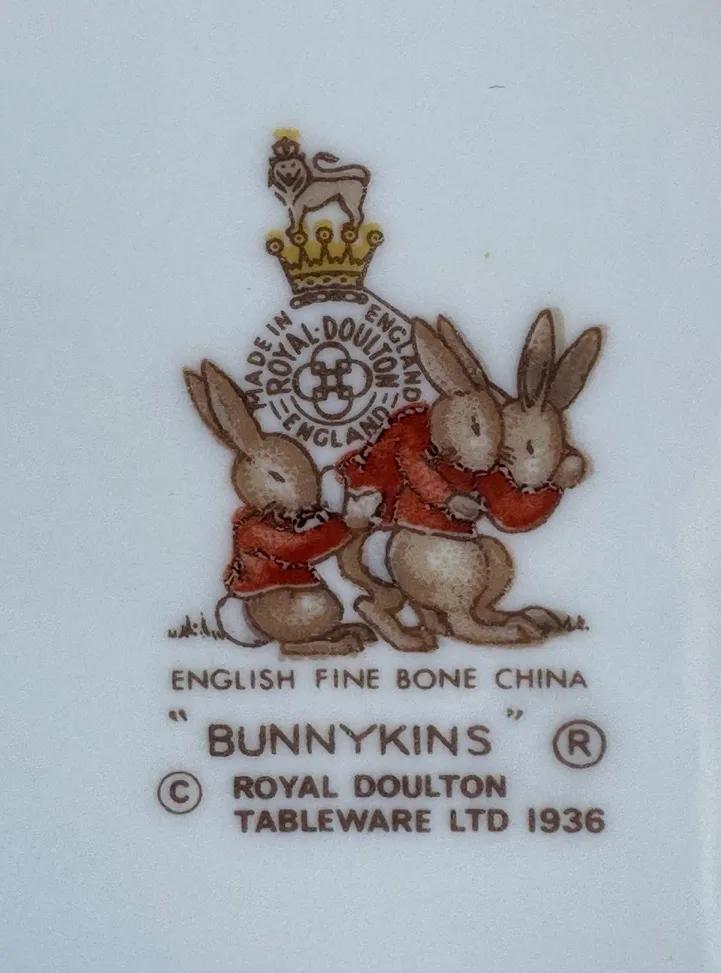 MADE IN ENGLAND
ROYAL·DOULTON
ENGLAND
ENGLISH FINE BONE CHINA
"BUNNYKINS" ®
© ROYAL DOULTON
TABLEWARE LTD 1936